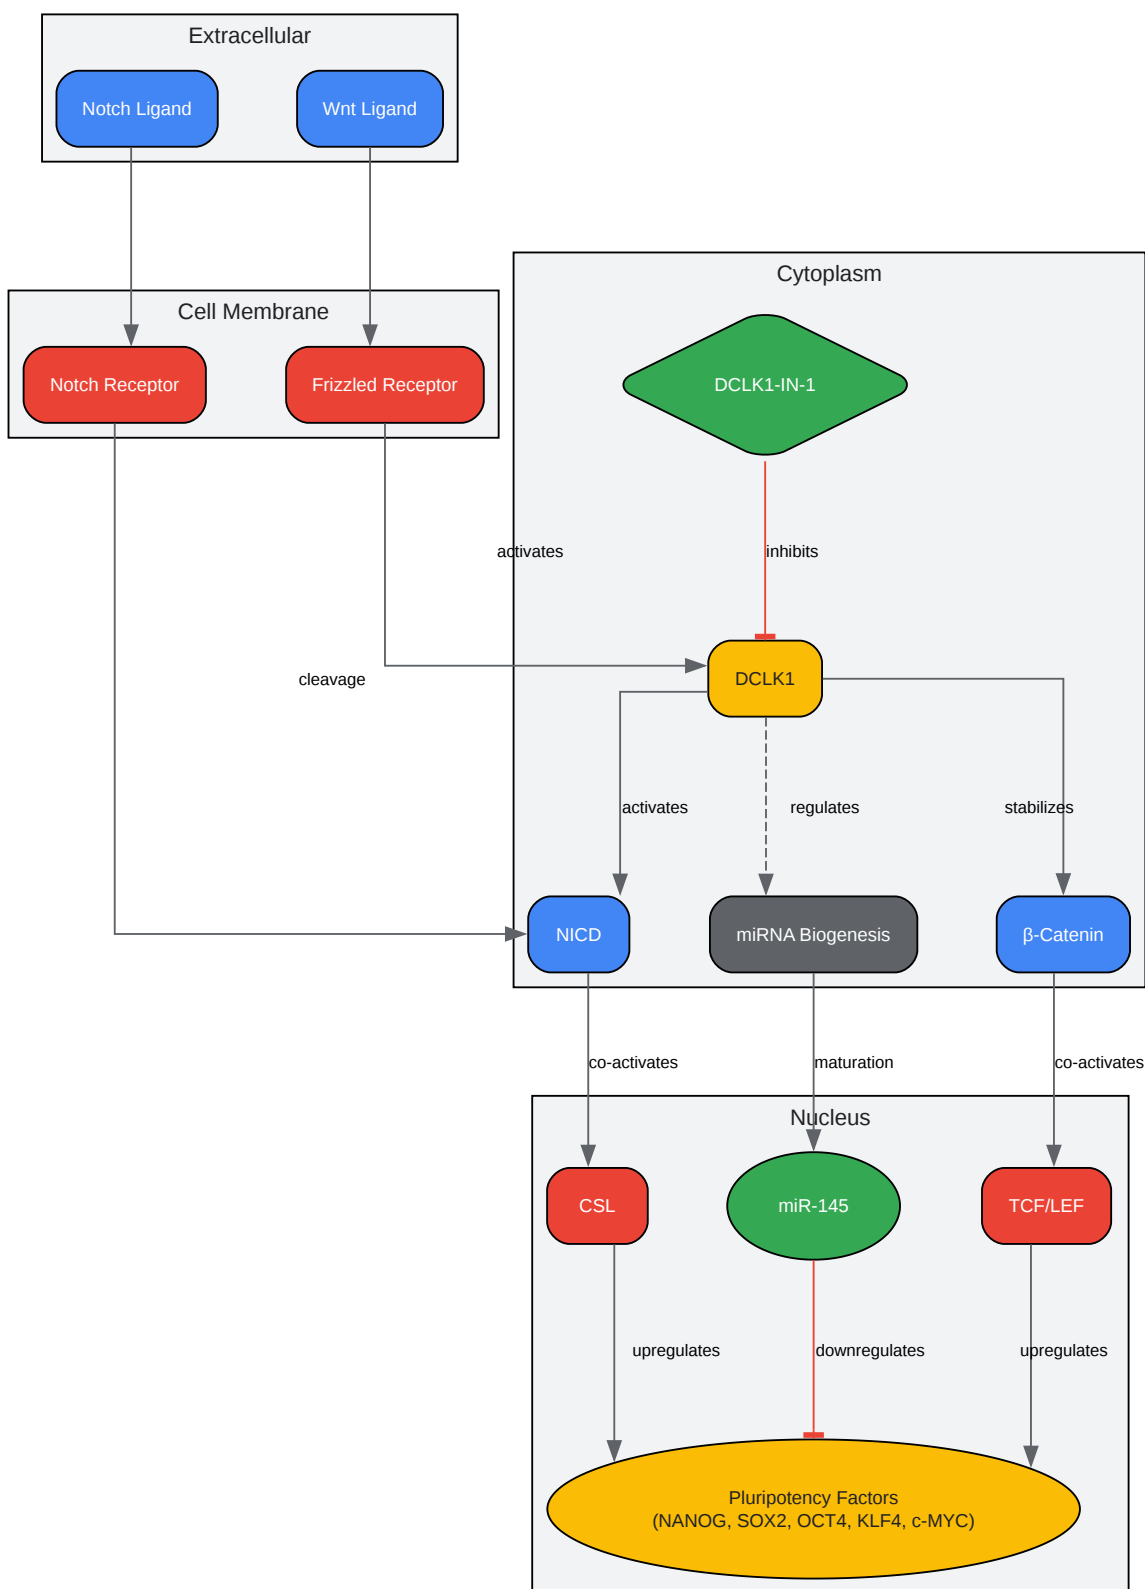 Extracellular
Notch Ligand
Wnt Ligand
Cytoplasm
Cell Membrane
DCLK1-IN-1
Notch Receptor
Frizzled Receptor
activates
inhibits
cleavage
DCLK1
activates
regulates
stabilizes
NICD
miRNA Biogenesis
β-Catenin
co-activates
maturation
co-activates
Nucleus
CSL
miR-145
TCF/LEF
upregulates
downregulates
upregulates
Pluripotency Factors
(NANOG, SOX2, OCT4, KLF4, c-MYC)